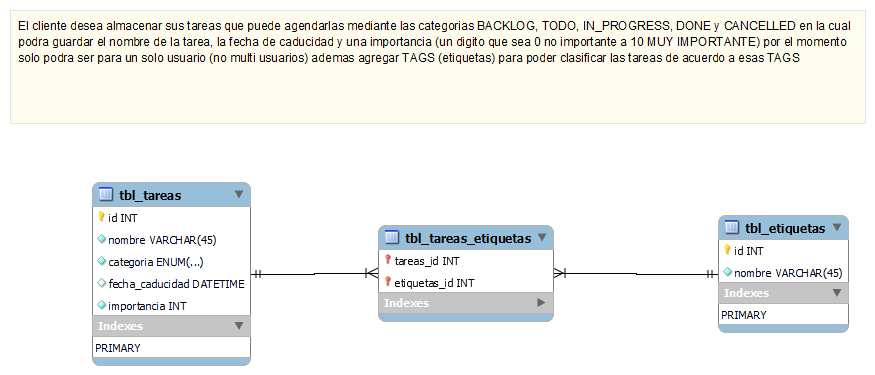 El cliente desea almacenar sus tareas que puede agendarlas mediante las categorias BACKLOG, TODO, IN_PROGRESS, DONE y CANCELLED en la cual
podra guardar el nombre de la tarea, la fecha de caducidad y una importancia (un digito que sea 0 no importante a 10 MUY IMPORTANTE) por el momento
solo podra ser para un solo usuario (no multi usuarios) ademas agregar TAGS (etiquetas) para poder clasificar las tareas de acuerdo a esas TAGS
tbl_tareas
id INT
nombre VARCHAR(45)
categoria ENUM(...)
fecha_caducidad DATETIME
importancia INT
Indexes
PRIMARY
tbl_tareas_etiquetas
tareas_id INT
etiquetas_id INT
Indexes
tbl_etiquetas
id INT
nombre VARCHAR(45)
Indexes
PRIMARY